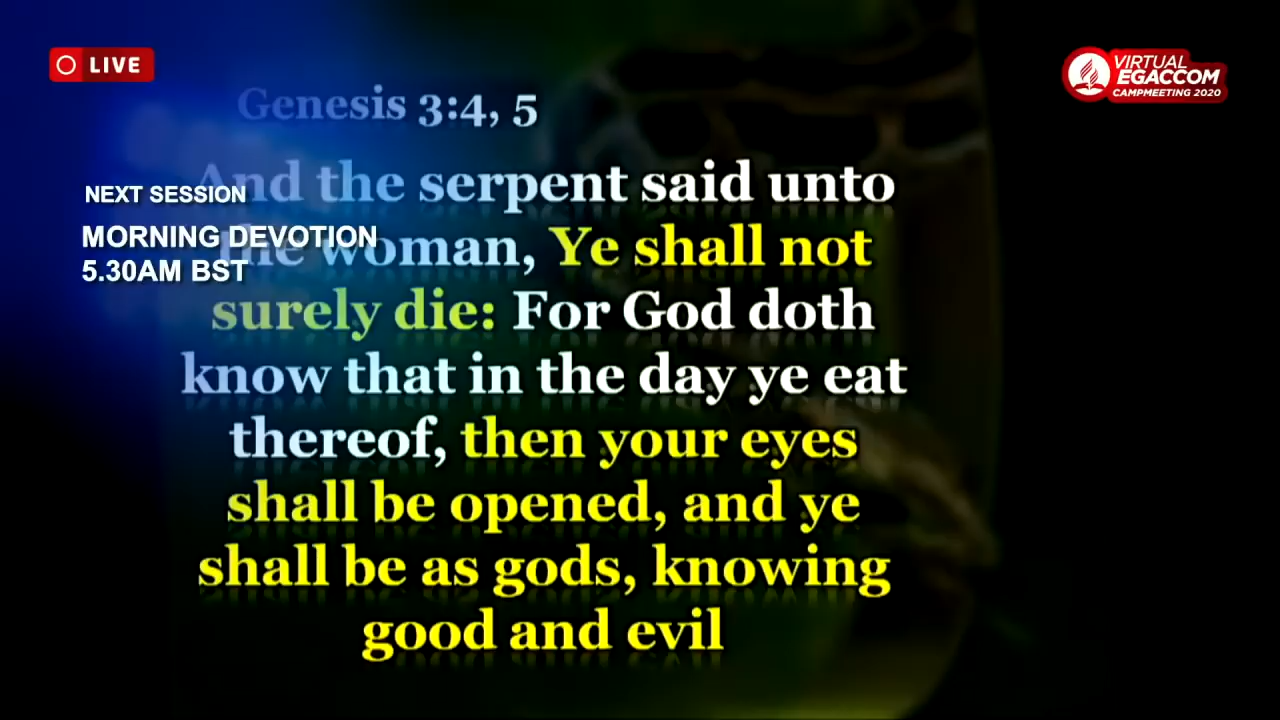 LIVE
VIRTUAL
EGACCOM
CAMPMEETING 2020
Genesis 3:4, 5
And the serpent said unto
the woman, Ye shall not
surely die: For God doth
know that in the day ye eat
thereof, then your eyes
shall be opened, and ye
shall be as gods, knowing
good and evil
NEXT SESSION
MORNING DEVOTION
5.30AM BST